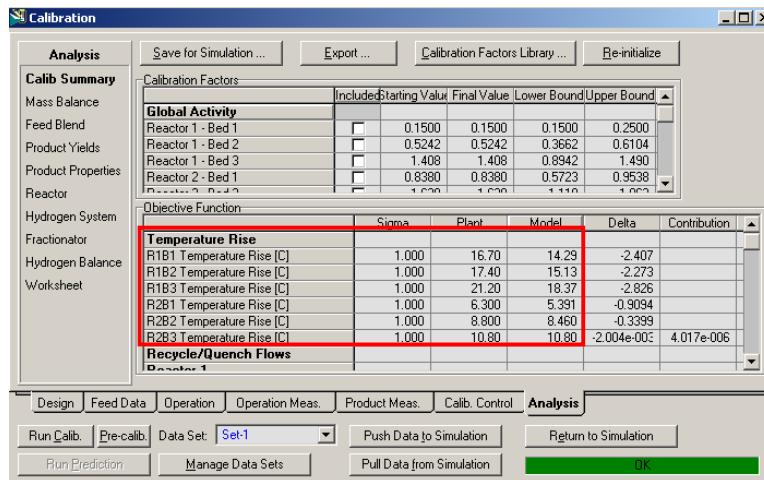 Calibration
Analysis
Save for Simulation ...
Export ...
Calibration Factors Library ...
Re-initialize
Calib Summary
Mass Balance
Feed Blend
Product Yields
Product Properties
Reactor
Hydrogen System
Fractionator
Hydrogen Balance
Worksheet
Calibration Factors
Included Starting Value Final Value Lower Bound Upper Bound
Global Activity
Reactor 1 - Bed 1 0.1500 0.1500 0.1500 0.2500
Reactor 1 - Bed 2 0.5242 0.5242 0.3662 0.6104
Reactor 1 - Bed 3 1.408 1.408 0.8942 1.490
Reactor 2 - Bed 1 0.8380 0.8380 0.5723 0.9538
Objective Function
Sigma Plant Model Delta Contribution
Temperature Rise
R1B1 Temperature Rise [C] 1.000 16.70 14.29 -2.407
R1B2 Temperature Rise [C] 1.000 17.40 15.13 -2.273
R1B3 Temperature Rise [C] 1.000 21.20 18.37 -2.826
R2B1 Temperature Rise [C] 1.000 6.300 5.391 -0.9094
R2B2 Temperature Rise [C] 1.000 8.800 8.460 -0.3399
R2B3 Temperature Rise [C] 1.000 10.80 10.80 -2.004e-003 4.017e-006
Recycle/Quench Flows
Reactor 1
Design Feed Data Operation Operation Meas. Product Meas. Calib. Control Analysis
Run Calib. Pre-calib. Data Set: Set-1 Push Data to Simulation Return to Simulation
Run Prediction Manage Data Sets Pull Data from Simulation OK